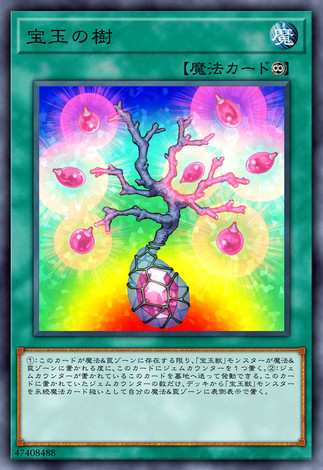 宝玉の樹
魔
【魔法カード∞】
①:このカードが魔法&罠ゾーンに存在する限り、「宝玉獣」モンスターが魔法&
罠ゾーンに置かれる度に、このカードにジェムカウンターを1つ置く。②:ジェ
ムカウンターが置かれているこのカードを墓地へ送って発動できる。このカー
ドに置かれていたジェムカウンターの数だけ、デッキから「宝玉獣」モンスター
を永続魔法カード扱いとして自分の魔法&罠ゾーンに表側表示で置く。
47408488